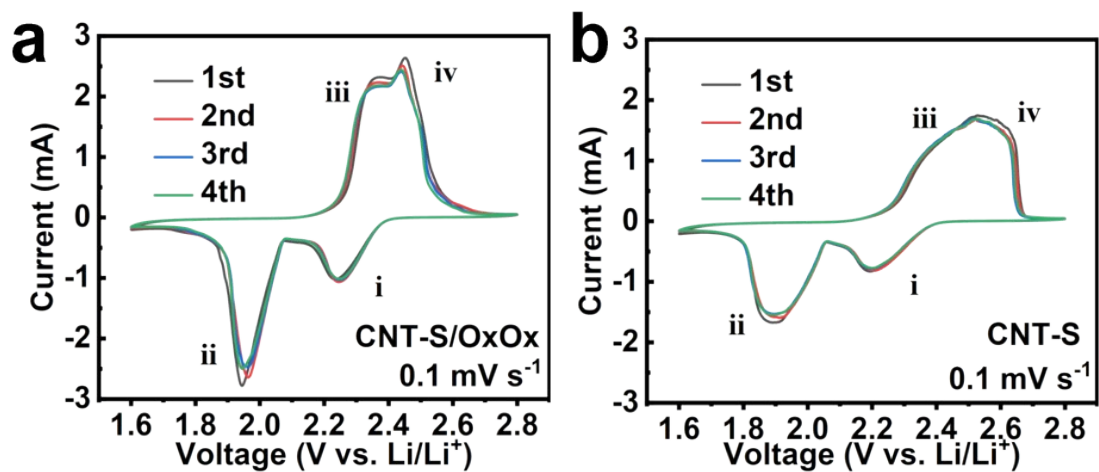 a
3
2
1
0
-1
-2
-3
Current (mA)
1st
2nd
3rd
4th
iii
iv
i
ii
CNT-S/OxOx
0.1 mV s⁻¹
1.6 1.8 2.0 2.2 2.4 2.6 2.8
Voltage (V vs. Li/Li⁺)
b
3
2
1
0
-1
-2
-3
Current (mA)
1st
2nd
3rd
4th
iii
iv
i
ii
CNT-S
0.1 mV s⁻¹
1.6 1.8 2.0 2.2 2.4 2.6 2.8
Voltage (V vs. Li/Li⁺)